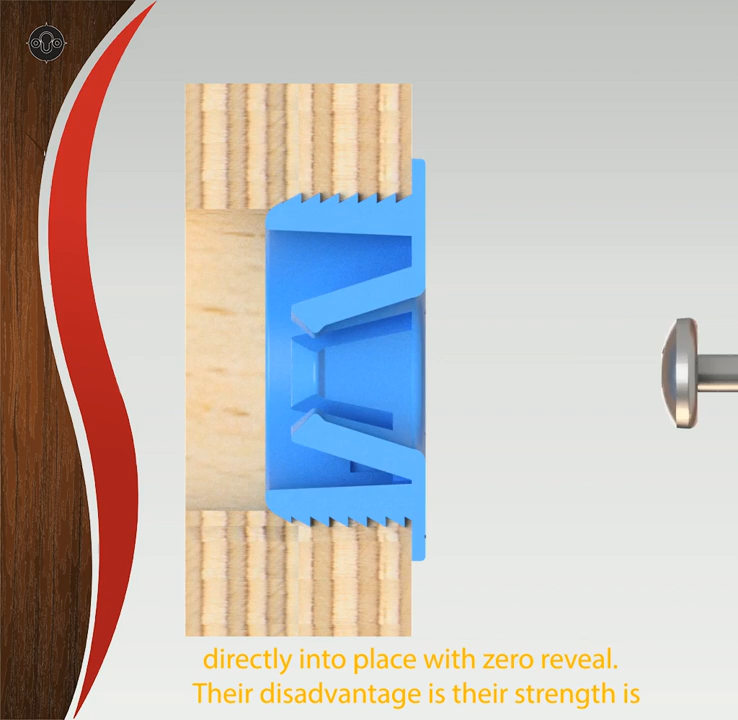 directly into place with zero reveal.
Their disadvantage is their strength is